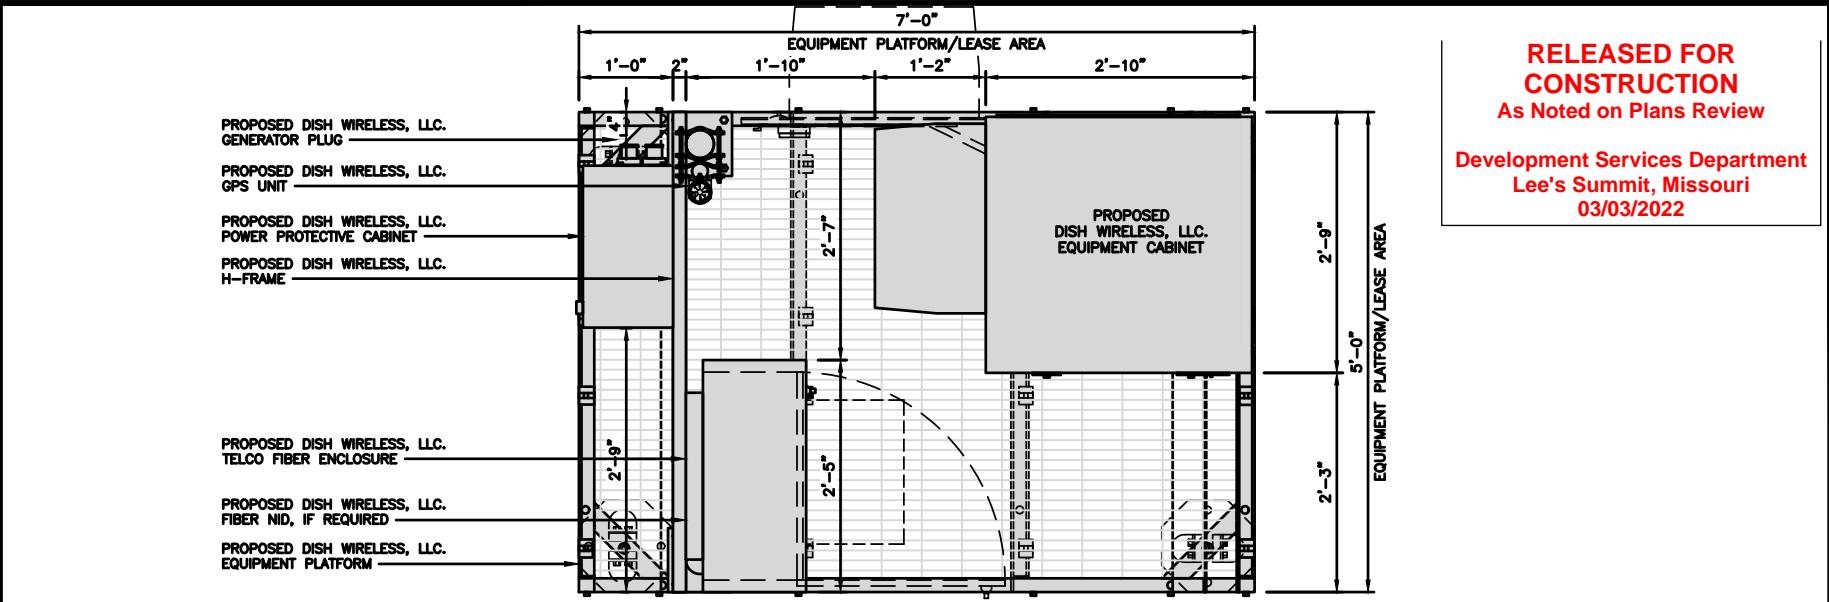 7'-0"
EQUIPMENT PLATFORM/LEASE AREA
1'-0"
2"
1'-10"
1'-2"
2'-10"
PROPOSED DISH WIRELESS, LLC.
GENERATOR PLUG
PROPOSED DISH WIRELESS, LLC.
GPS UNIT
PROPOSED DISH WIRELESS, LLC.
POWER PROTECTIVE CABINET
PROPOSED DISH WIRELESS, LLC.
H-FRAME
PROPOSED DISH WIRELESS, LLC.
TELCO FIBER ENCLOSURE
PROPOSED DISH WIRELESS, LLC.
FIBER NID, IF REQUIRED
PROPOSED DISH WIRELESS, LLC.
EQUIPMENT PLATFORM
4"
2'-9"
2'-7"
2'-5"
PROPOSED
DISH WIRELESS, LLC.
EQUIPMENT CABINET
2'-9"
2'-3"
5'-0"
EQUIPMENT PLATFORM/LEASE AREA
RELEASED FOR
CONSTRUCTION
As Noted on Plans Review
Development Services Department
Lee's Summit, Missouri
03/03/2022